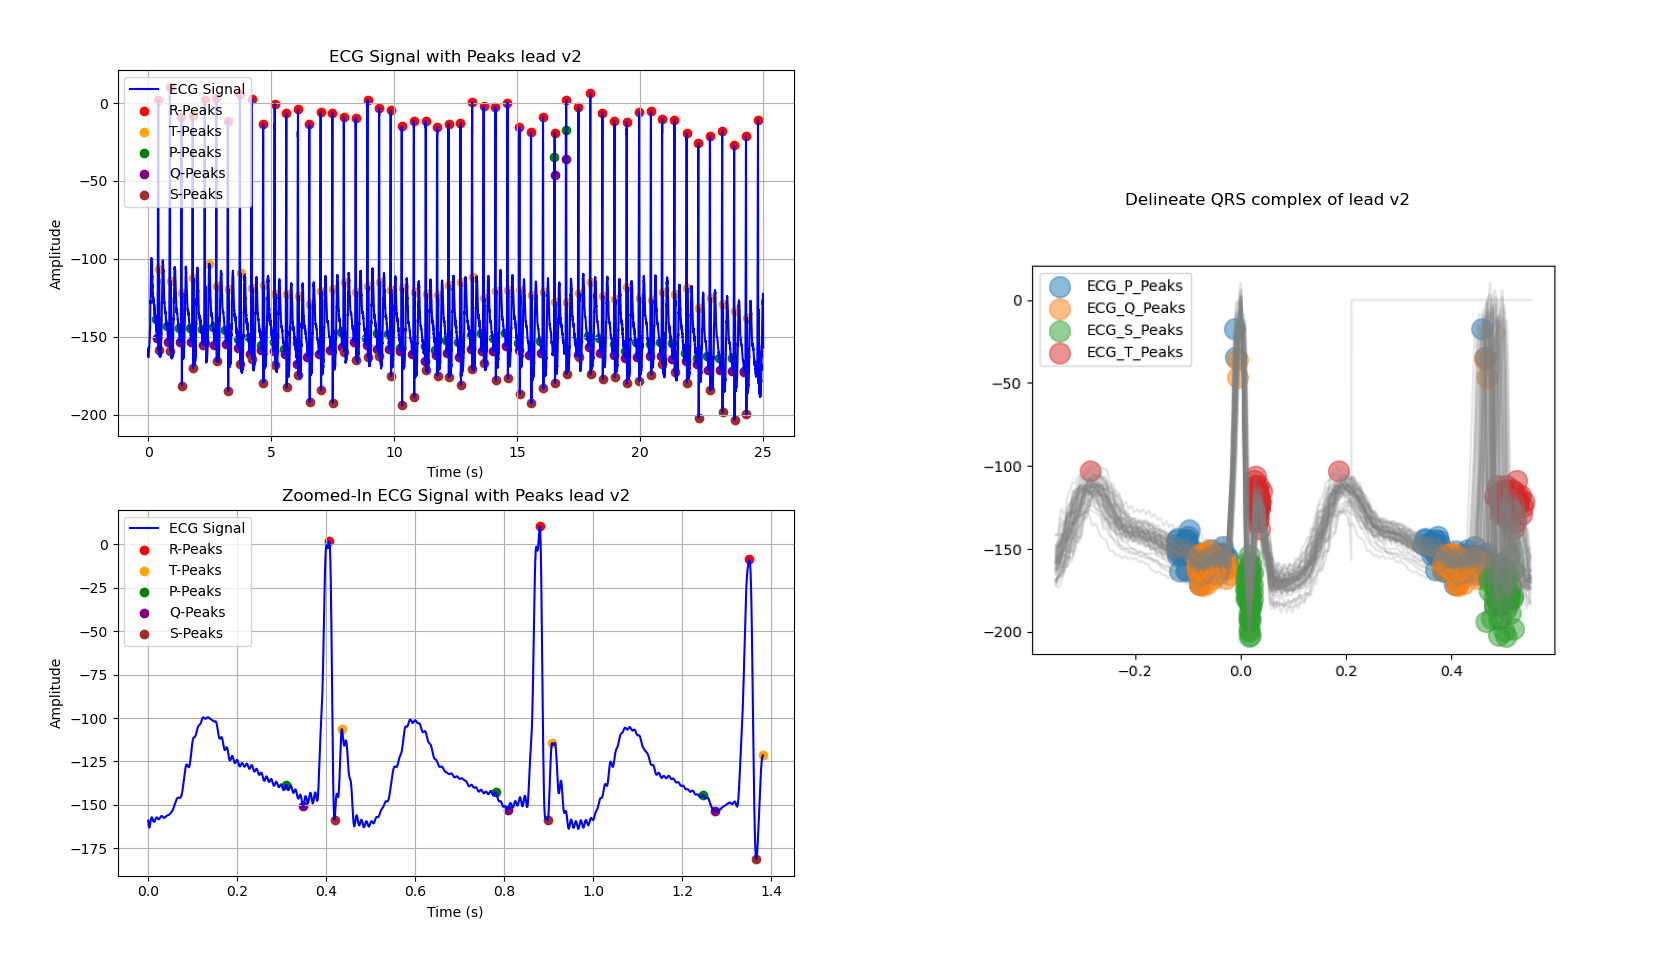 ECG Signal with Peaks lead v2
ECG Signal
R-Peaks
T-Peaks
P-Peaks
Q-Peaks
S-Peaks
Amplitude
0
−50
−100
−150
−200
0 5 10 15 20 25
Time (s)
Zoomed-In ECG Signal with Peaks lead v2
ECG Signal
R-Peaks
T-Peaks
P-Peaks
Q-Peaks
S-Peaks
Amplitude
0
−25
−50
−75
−100
−125
−150
−175
0.0 0.2 0.4 0.6 0.8 1.0 1.2 1.4
Time (s)
Delineate QRS complex of lead v2
ECG_P_Peaks
ECG_Q_Peaks
ECG_S_Peaks
ECG_T_Peaks
0
−50
−100
−150
−200
−0.2 0.0 0.2 0.4